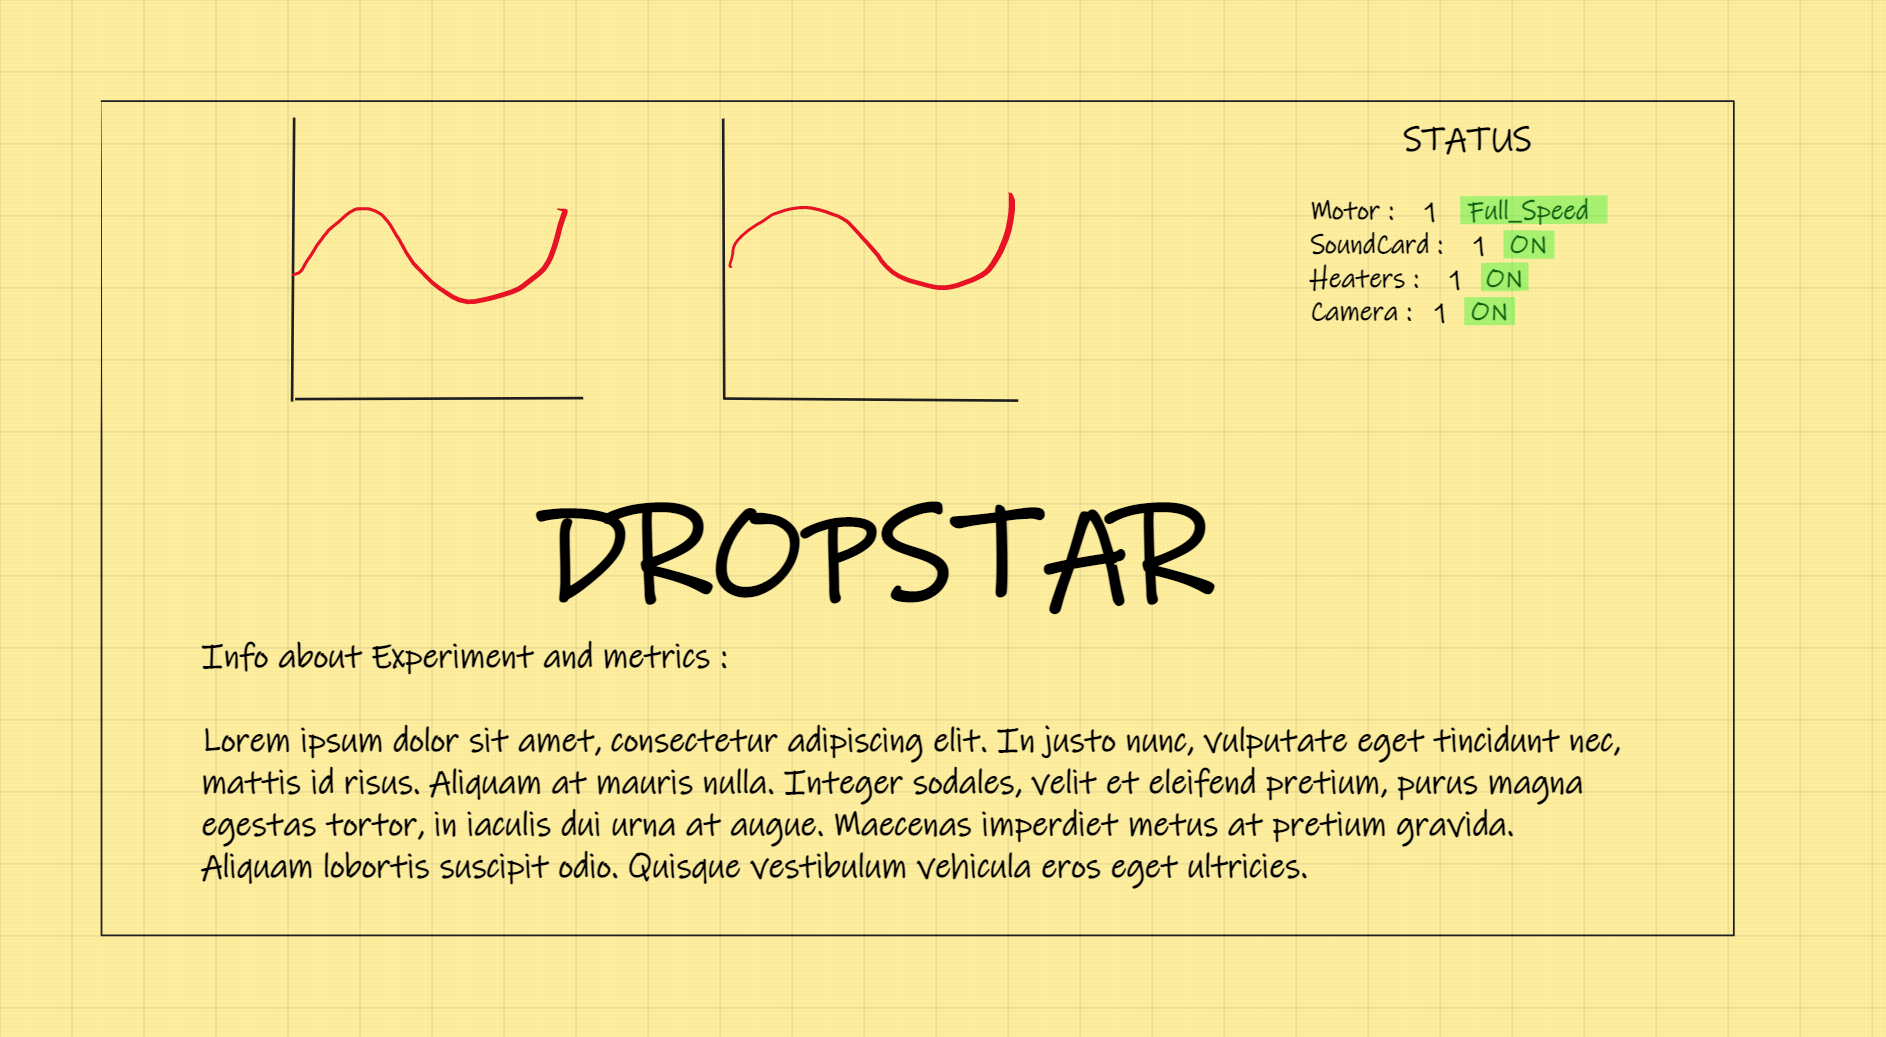 STATUS
Motor : 1 Full_Speed
SoundCard : 1 ON
Heaters : 1 ON
Camera : 1 ON
DROPSTAR
Info about Experiment and metrics :
Lorem ipsum dolor sit amet, consectetur adipiscing elit. In justo nunc, vulputate eget tincidunt nec,
mattis id risus. Aliquam at mauris nulla. Integer sodales, velit et eleifend pretium, purus magna
egestas tortor, in iaculis dui urna at augue. Maecenas imperdiet metus at pretium gravida.
Aliquam lobortis suscipit odio. Quisque vestibulum vehicula eros eget ultricies.